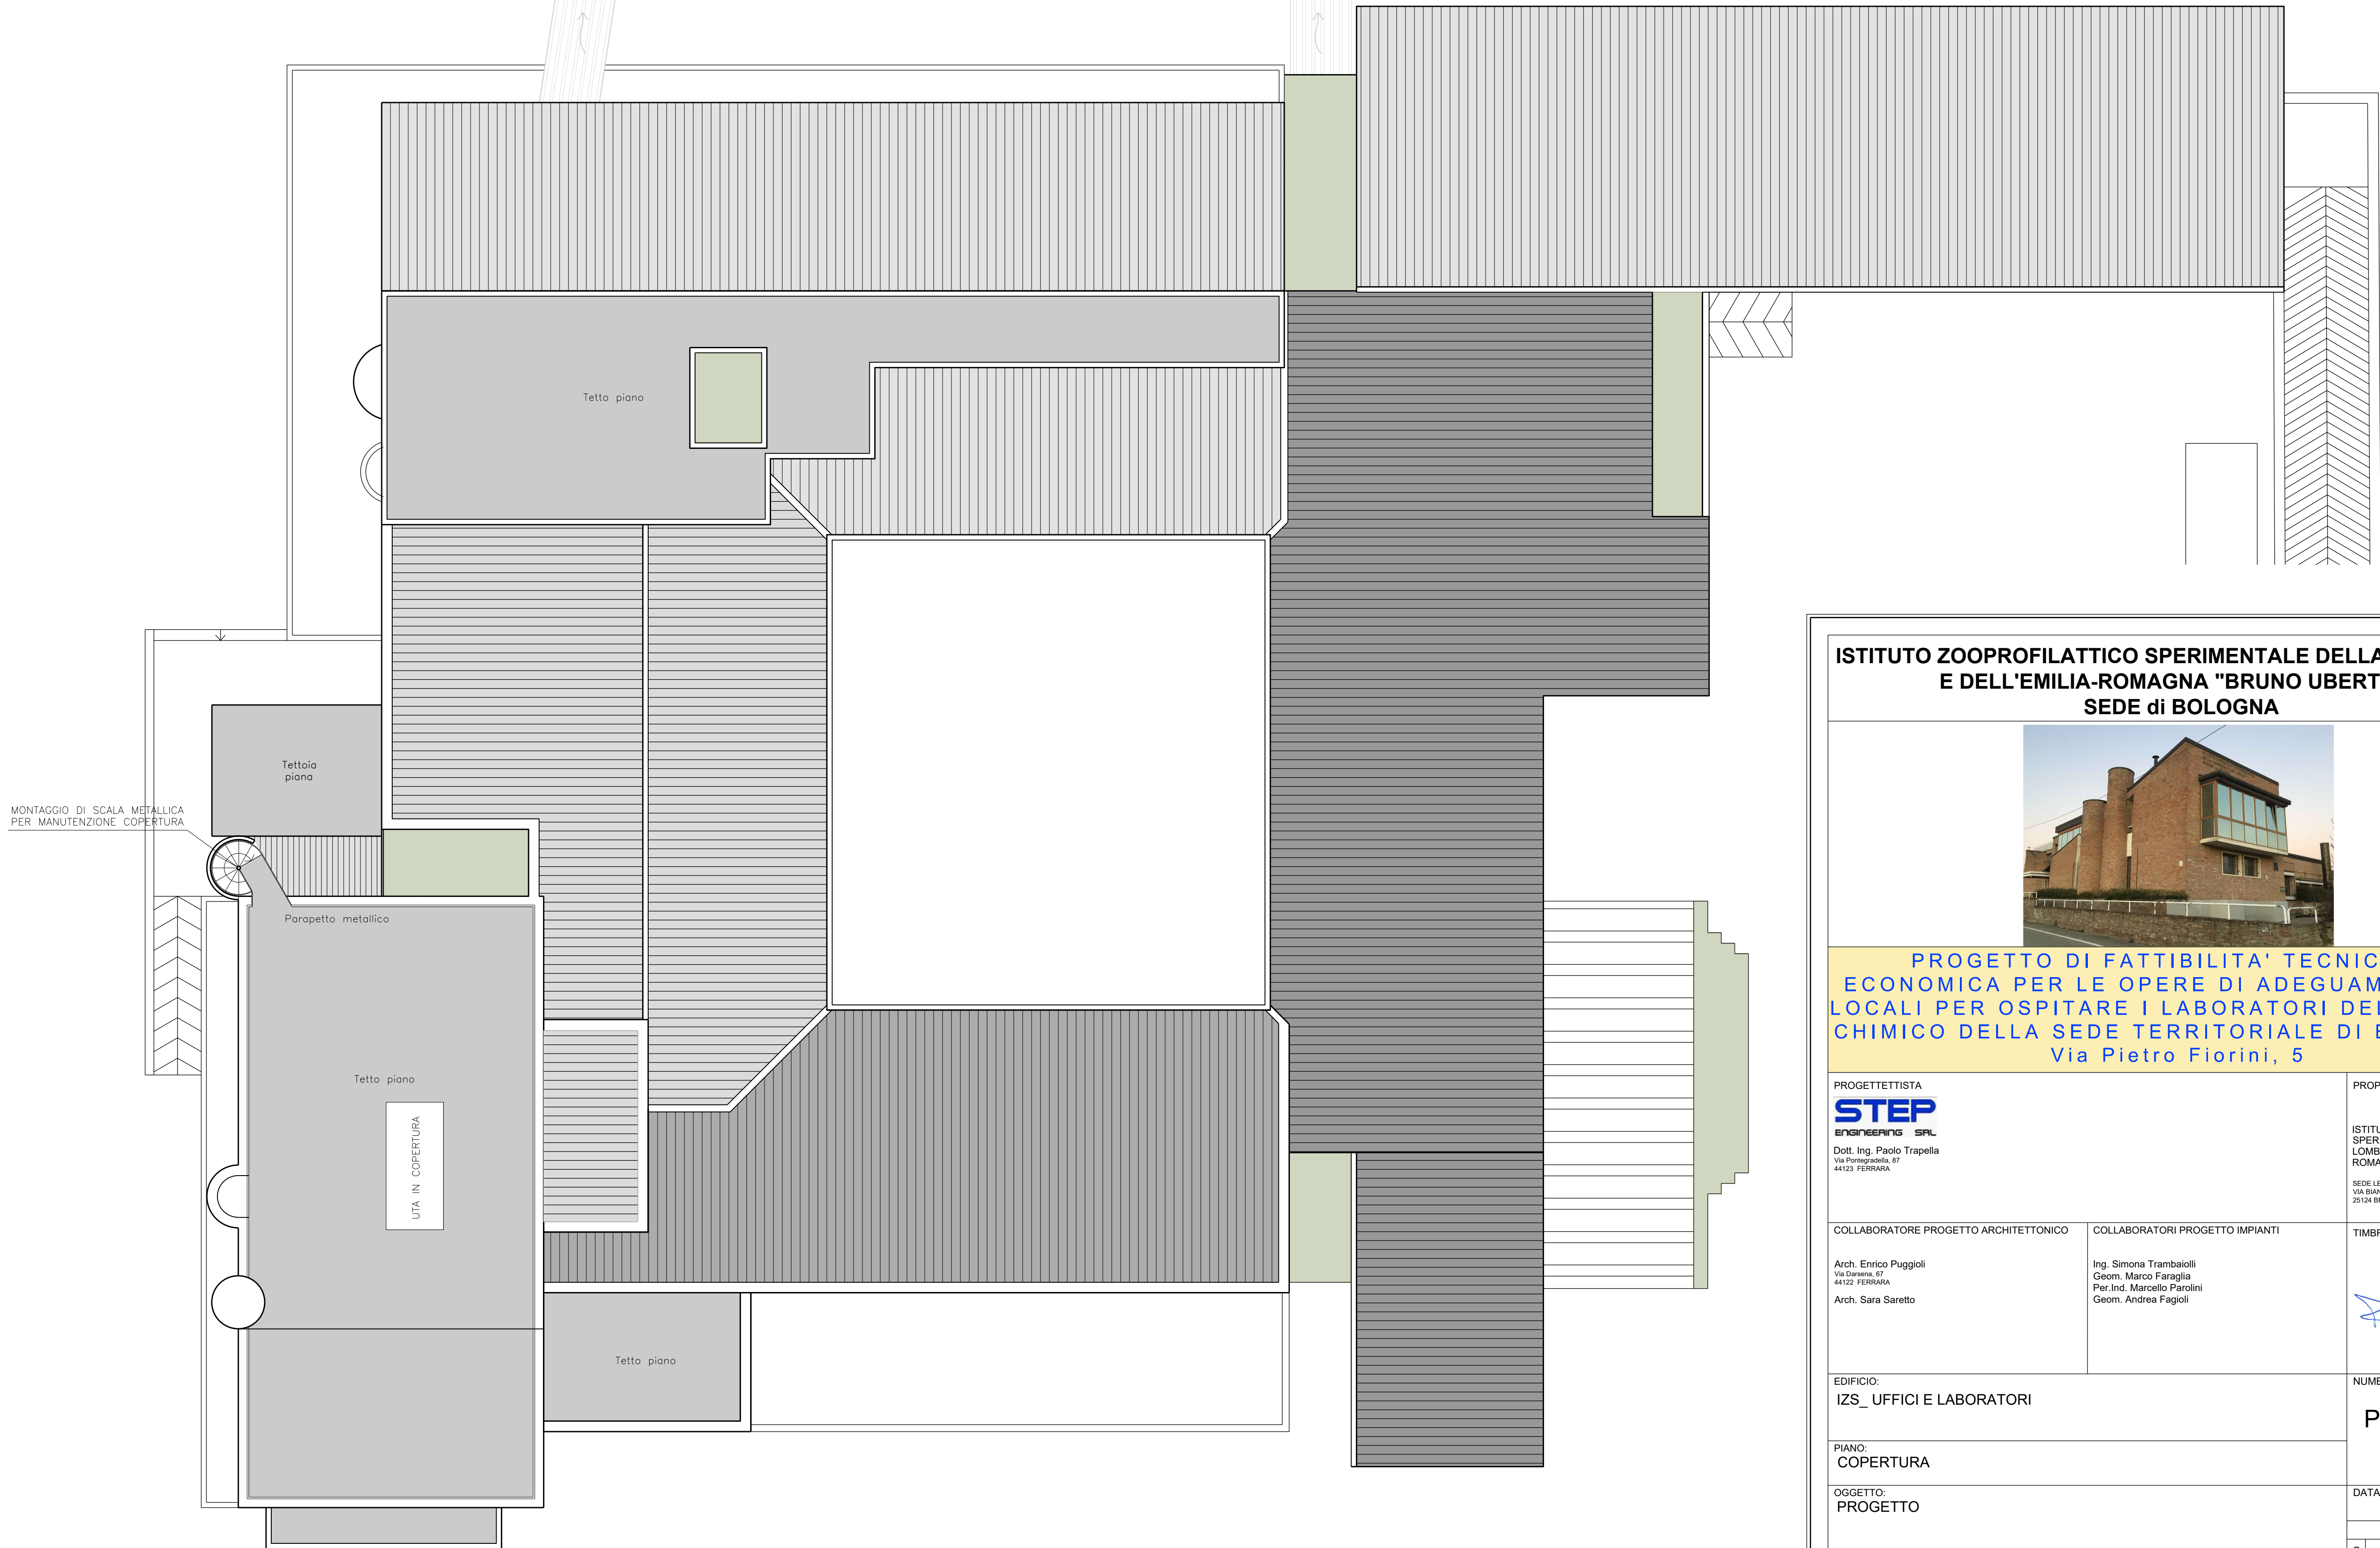 Tetto piano
Tettoia
piana
MONTAGGIO DI SCALA METALLICA
PER MANUTENZIONE COPERTURA
Parapetto metallico
Tetto piano
UTA IN COPERTURA
Tetto piano
ISTITUTO ZOOPROFILATTICO SPERIMENTALE DELLA
E DELL'EMILIA-ROMAGNA "BRUNO UBERT
SEDE di BOLOGNA
PROGETTO DI FATTIBILITA' TECNIC
ECONOMICA PER LE OPERE DI ADEGUAM
LOCALI PER OSPITARE I LABORATORI DEL
CHIMICO DELLA SEDE TERRITORIALE DI
Via Pietro Fiorini, 5
PROGETTETTISTA
STEP
ENGINEERING SRL
Dott. Ing. Paolo Trapella
Via Pontegradella, 87
44123 FERRARA
PROP
ISTITU
SPER
LOMB
ROMA
SEDE LE
VIA BIAN
25124 B
COLLABORATORE PROGETTO ARCHITETTONICO
Arch. Enrico Puggioli
Via Darsena, 67
44122 FERRARA
Arch. Sara Saretto
COLLABORATORI PROGETTO IMPIANTI
Ing. Simona Trambaiolli
Geom. Marco Faraglia
Per.Ind. Marcello Parolini
Geom. Andrea Fagioli
TIMB
EDIFICIO:
IZS_ UFFICI E LABORATORI
NUME
P
PIANO:
COPERTURA
OGGETTO:
PROGETTO
DATA